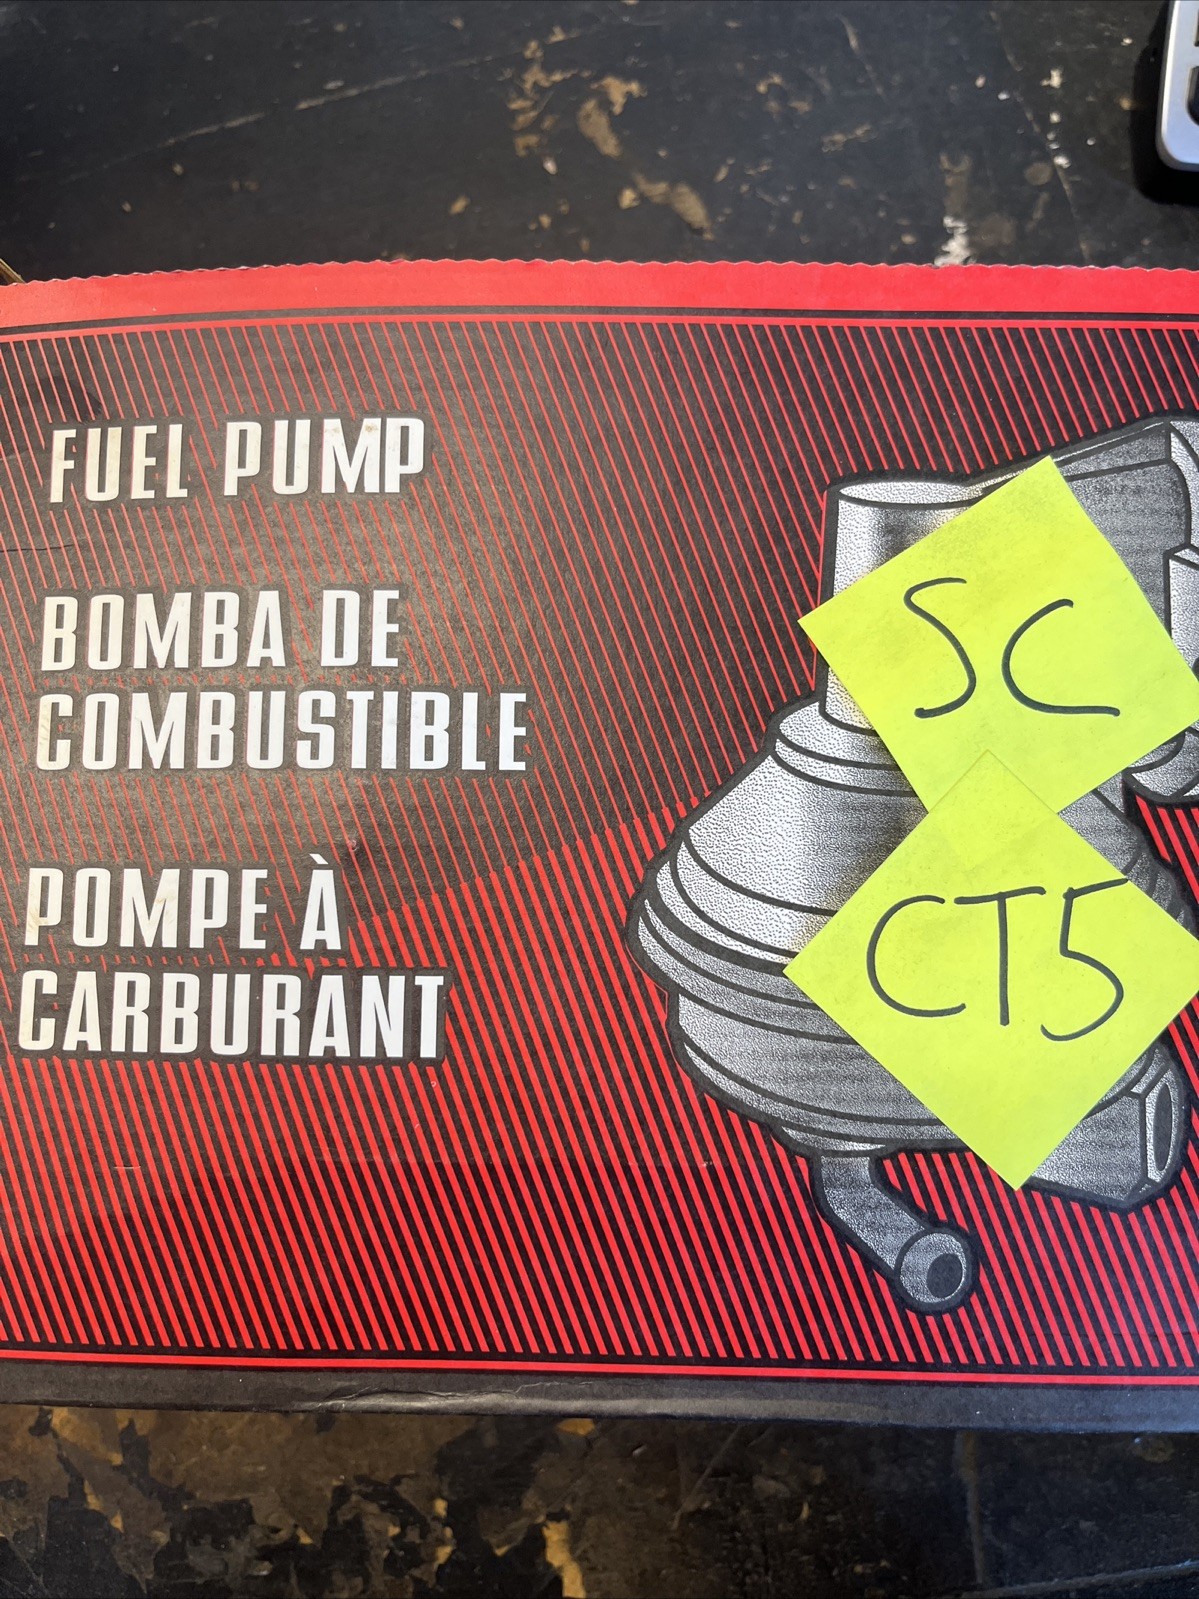 FUEL PUMP
BOMBA DE
COMBUSTIBLE
POMPE À
CARBURANT
SC
CT5